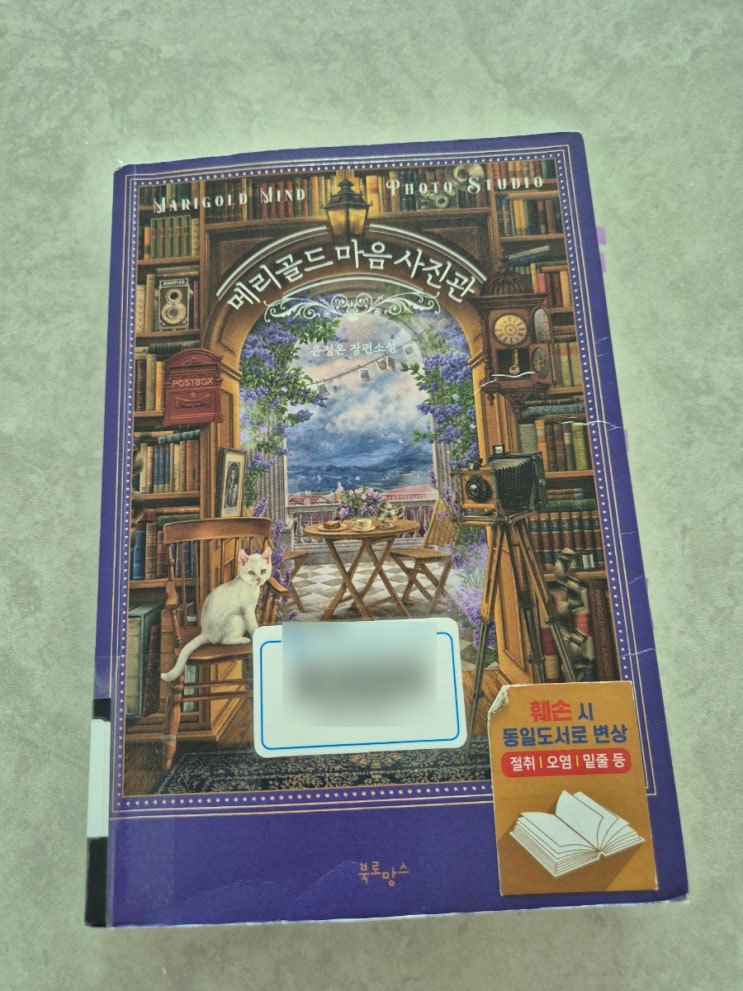 MARIGOLD MIND PHOTO STUDIO
메리골드 마음 사진관
윤정은 장편소설
POSTBOX
훼손 시
동일도서로 변상
절취 | 오염 | 밑줄 등
북로망스